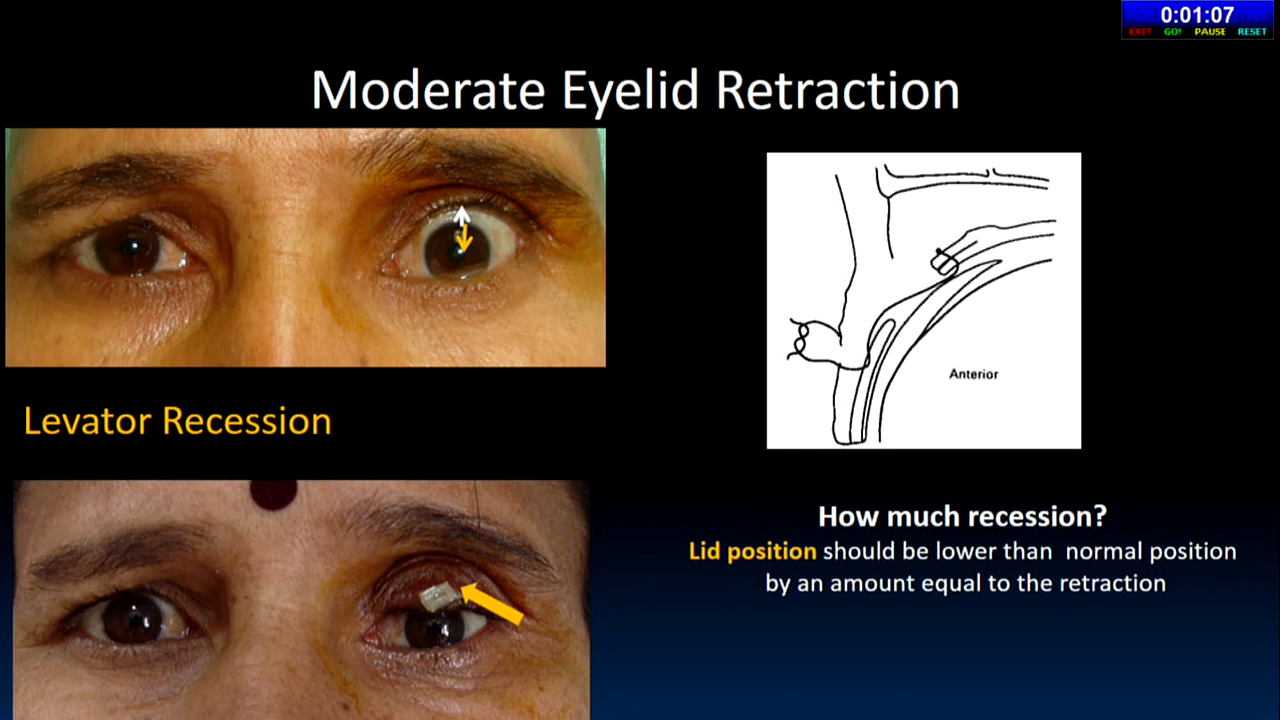 0:01:07
EXIT GO! PAUSE RESET
Moderate Eyelid Retraction
Anterior
Levator Recession
How much recession?
Lid position should be lower than normal position
by an amount equal to the retraction